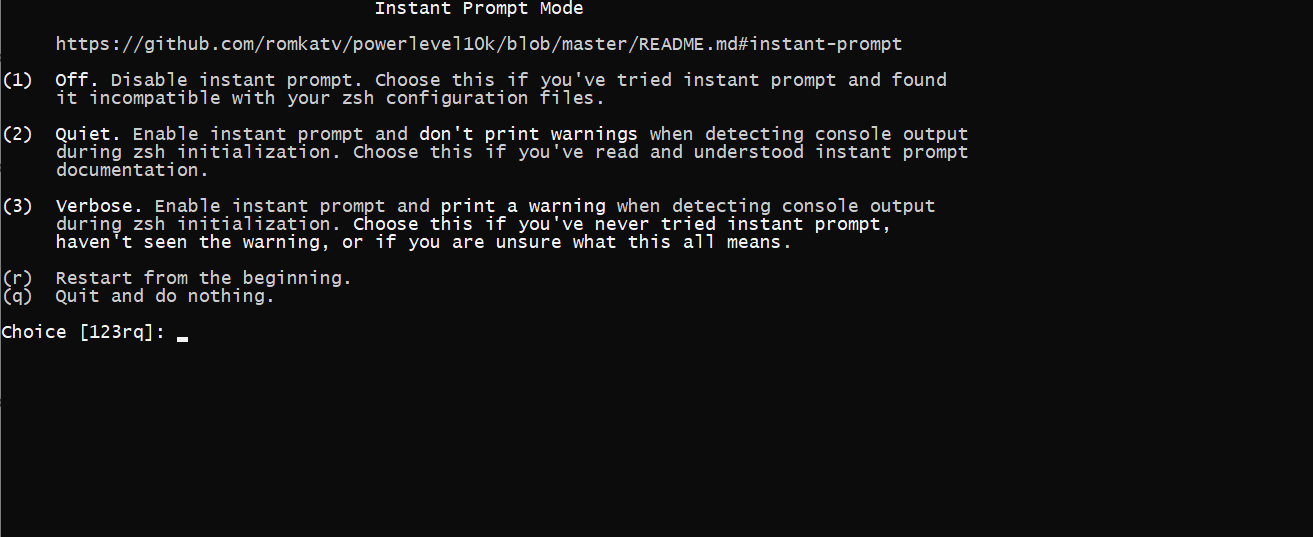 Instant Prompt Mode
https://github.com/romkatv/powerlevel10k/blob/master/README.md#instant-prompt
(1) Off. Disable instant prompt. Choose this if you've tried instant prompt and found
it incompatible with your zsh configuration files.
(2) Quiet. Enable instant prompt and don't print warnings when detecting console output
during zsh initialization. Choose this if you've read and understood instant prompt
documentation.
(3) Verbose. Enable instant prompt and print a warning when detecting console output
during zsh initialization. Choose this if you've never tried instant prompt,
haven't seen the warning, or if you are unsure what this all means.
(r) Restart from the beginning.
(q) Quit and do nothing.
Choice [123rq]: